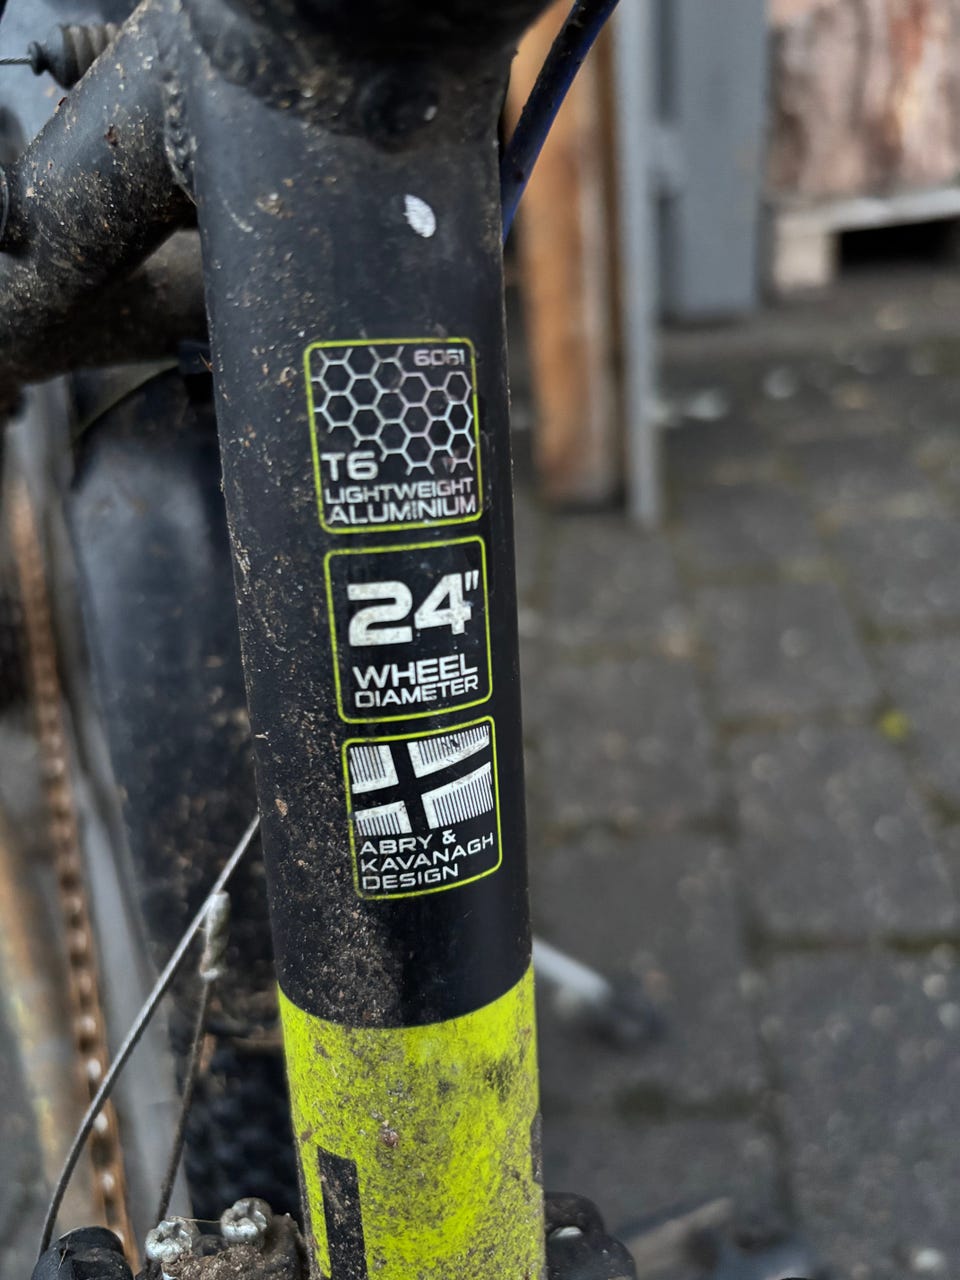 6061
T6
LIGHTWEIGHT
ALUMINIUM
24"
WHEEL
DIAMETER
ABRY &
KAVANAGH
DESIGN